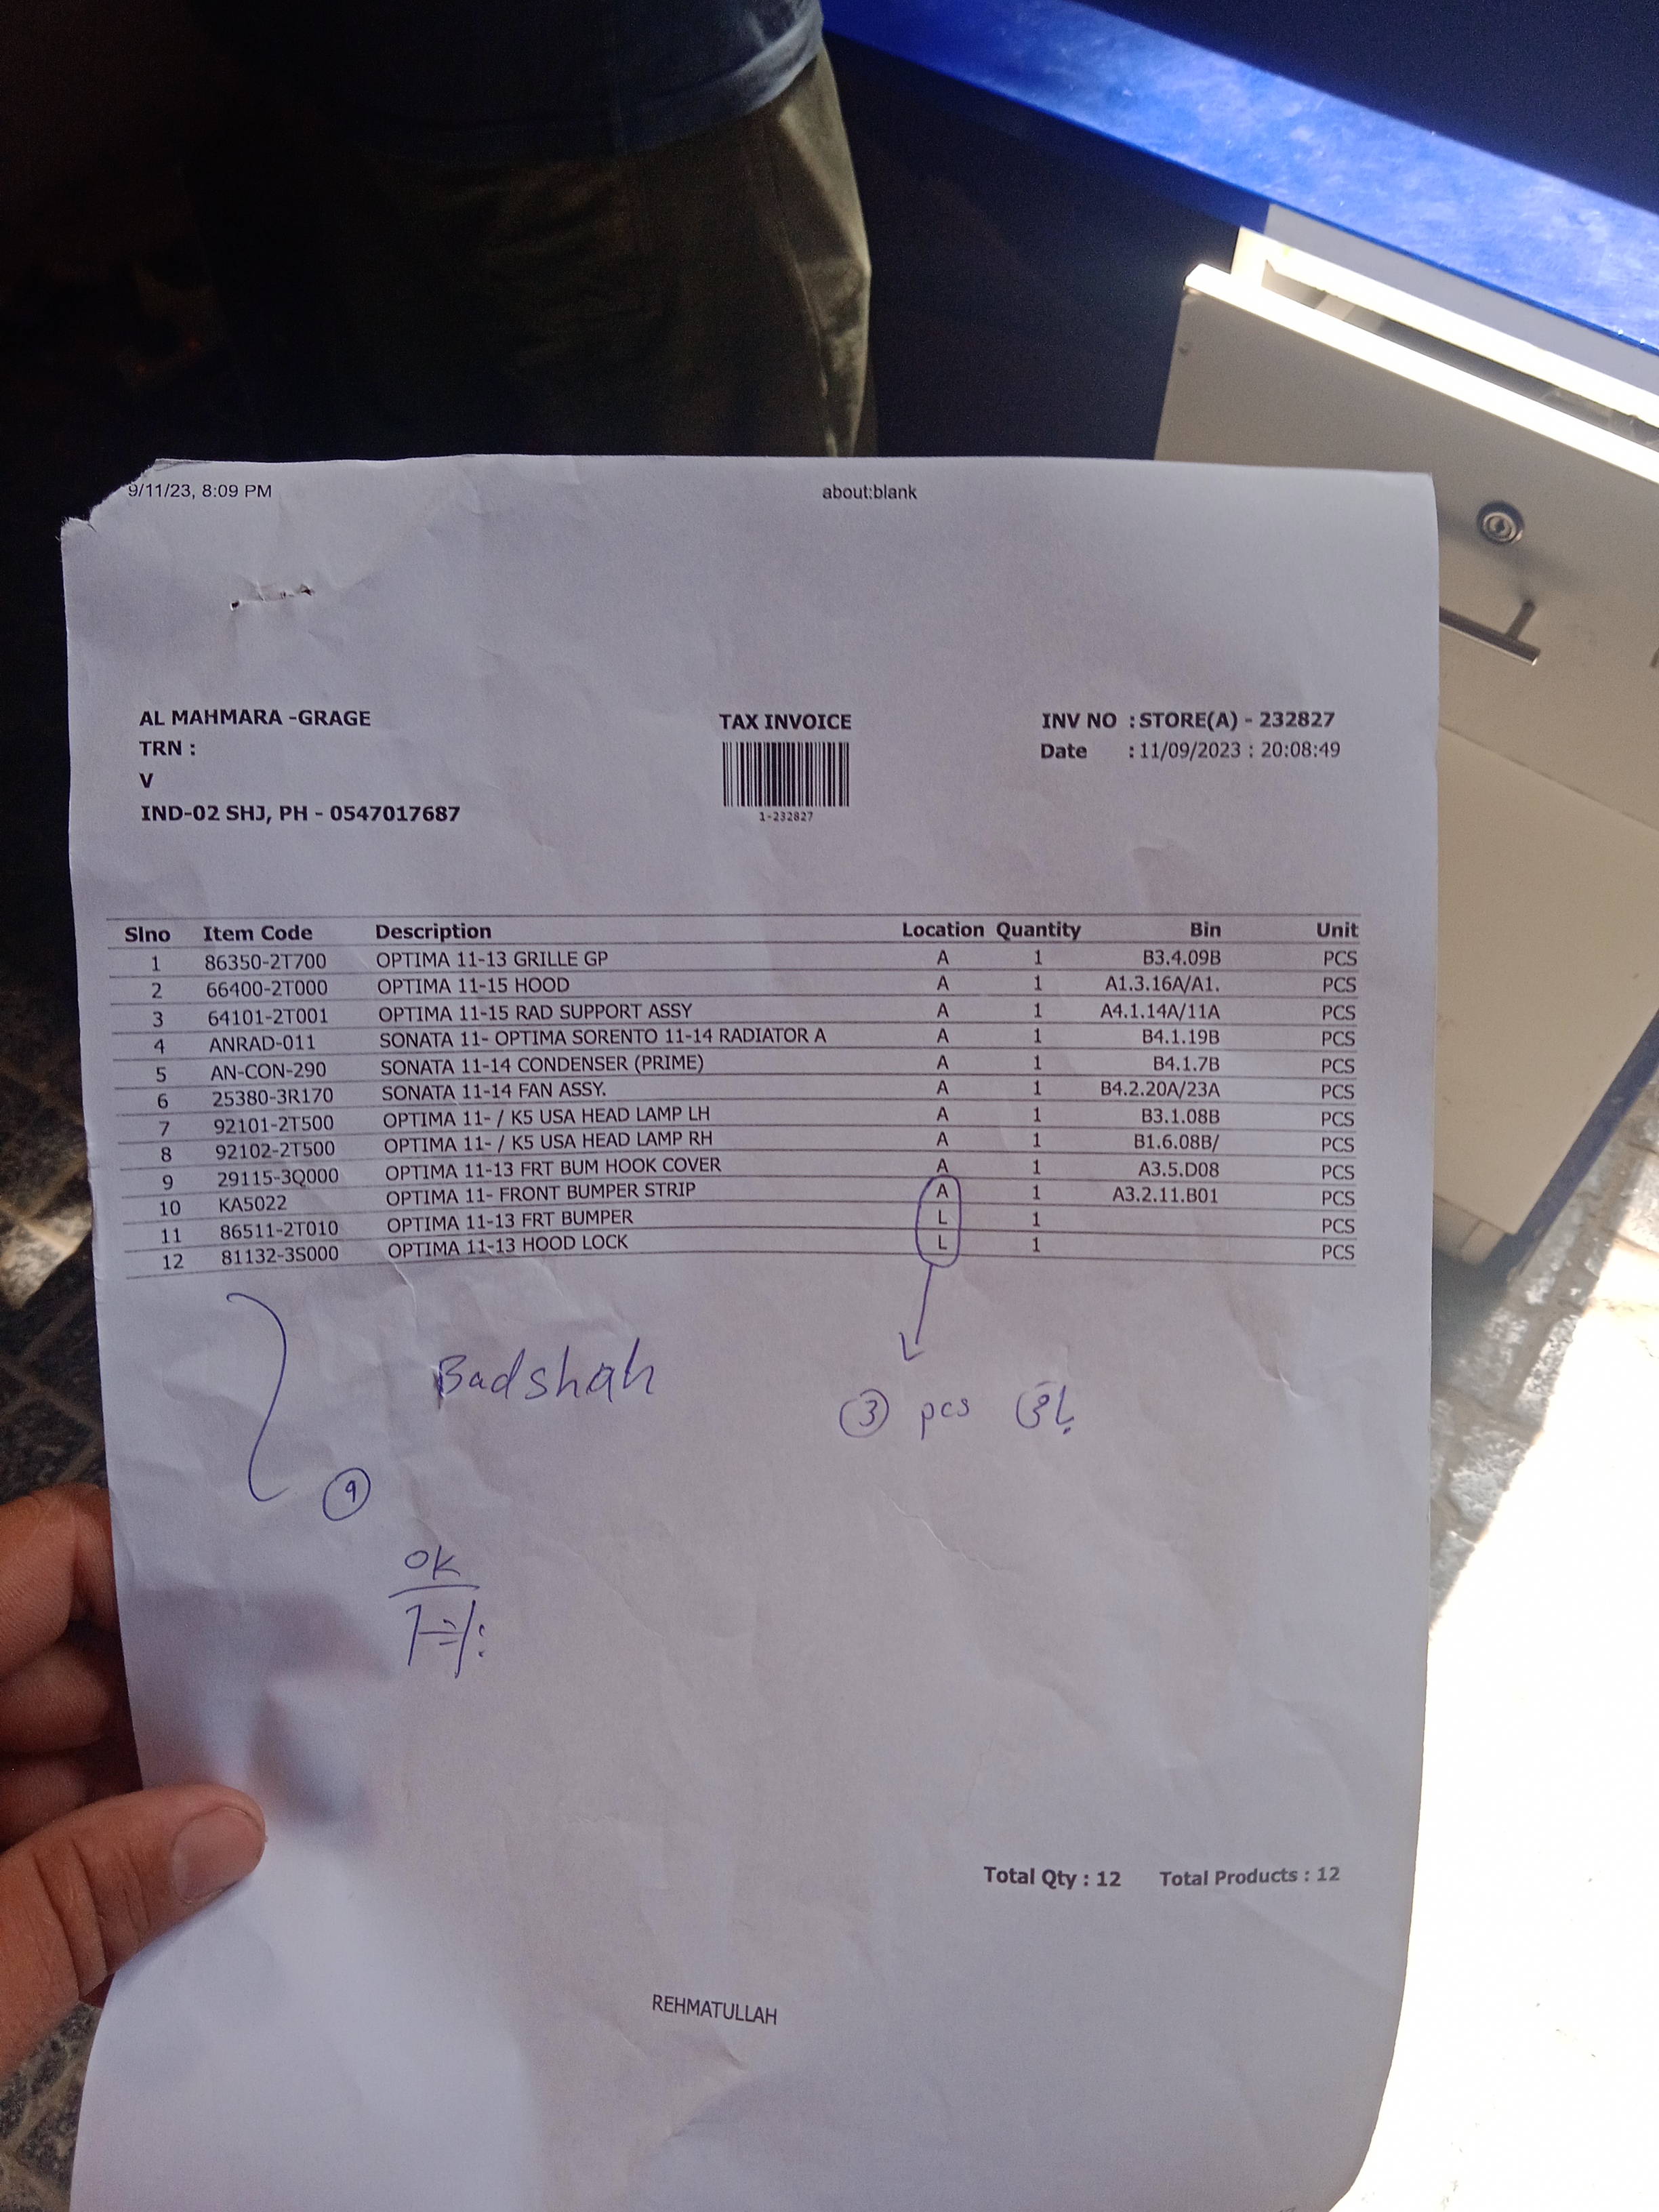 9/11/23, 8:09 PM about:blank
AL MAHMARA -GRAGE TAX INVOICE INV NO : STORE(A) - 232827
TRN : Date : 11/09/2023 : 20:08:49
V
IND-02 SHJ, PH - 0547017687 1-232827
Slno Item Code Description Location Quantity Bin Unit
1 86350-2T700 OPTIMA 11-13 GRILLE GP A 1 B3.4.09B PCS
2 66400-2T000 OPTIMA 11-15 HOOD A 1 A1.3.16A/A1. PCS
3 64101-2T001 OPTIMA 11-15 RAD SUPPORT ASSY A 1 A4.1.14A/11A PCS
4 ANRAD-011 SONATA 11- OPTIMA SORENTO 11-14 RADIATOR A A 1 B4.1.19B PCS
5 AN-CON-290 SONATA 11-14 CONDENSER (PRIME) A 1 B4.1.7B PCS
6 25380-3R170 SONATA 11-14 FAN ASSY. A 1 B4.2.20A/23A PCS
7 92101-2T500 OPTIMA 11- / K5 USA HEAD LAMP LH A 1 B3.1.08B PCS
8 92102-2T500 OPTIMA 11- / K5 USA HEAD LAMP RH A 1 B1.6.08B/ PCS
9 29115-3Q000 OPTIMA 11-13 FRT BUM HOOK COVER A 1 A3.5.D08 PCS
10 KA5022 OPTIMA 11- FRONT BUMPER STRIP A 1 A3.2.11.B01 PCS
11 86511-2T010 OPTIMA 11-13 FRT BUMPER L 1 PCS
12 81132-3S000 OPTIMA 11-13 HOOD LOCK L 1 PCS
Badshah
3 pcs
9
OK
Total Qty : 12 Total Products : 12
REHMATULLAH